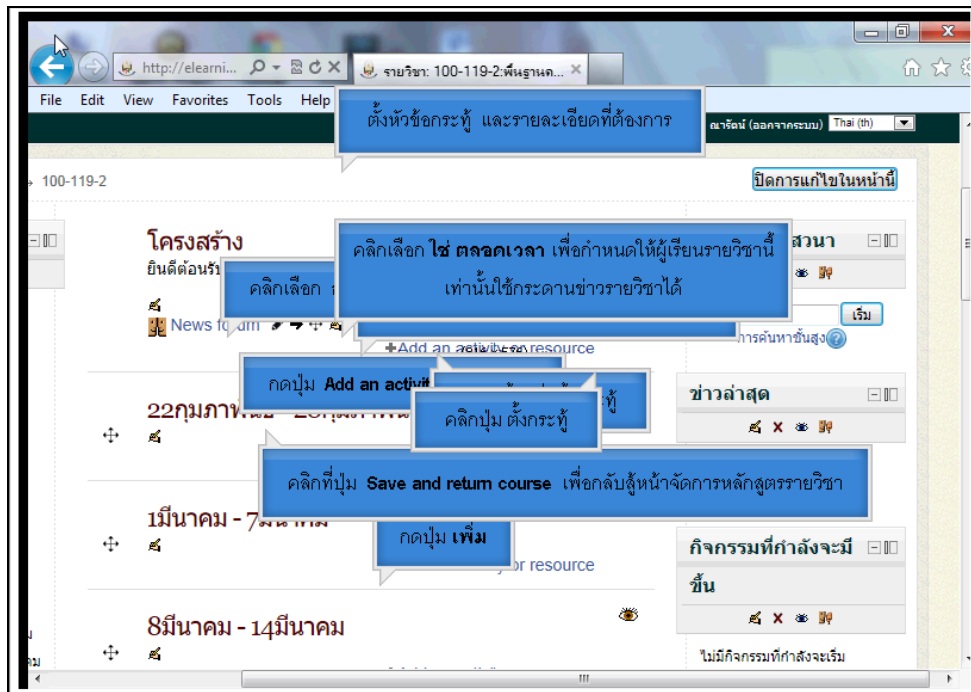 http://elearni...
รายวิชา: 100-119-2:พื้นฐานค...
File Edit View Favorites Tools Help
ตั้งหัวข้อกระทู้ และรายละเอียดที่ต้องการ
ณารัตน์ (ออกจากระบบ) Thai (th)
100-119-2
ปิดการแก้ไขในหน้านี้
โครงสร้าง
ยินดีต้อนรับ
คลิกเลือก ใช่ ตลอดเวลา เพื่อกำหนดให้ผู้เรียนรายวิชานี้
เท่านั้นใช้กระดานข่าวรายวิชาได้
คลิกเลือก
สวนา
News forum
เริ่ม
การค้นหาชั้นสูง
Add an activity or resource
กดปุ่ม Add an activit
ข่าวล่าสุด
คลิกปุ่ม ตั้งกระทู้
22กุมภาพันธ์
คลิกที่ปุ่ม Save and return course เพื่อกลับสู้หน้าจัดการหลักสูตรรายวิชา
1มีนาคม - 7มีนาคม
กดปุ่ม เพิ่ม
or resource
กิจกรรมที่กำลังจะมี
ขึ้น
8มีนาคม - 14มีนาคม
ไม่มีกิจกรรมที่กำลังจะเริ่ม